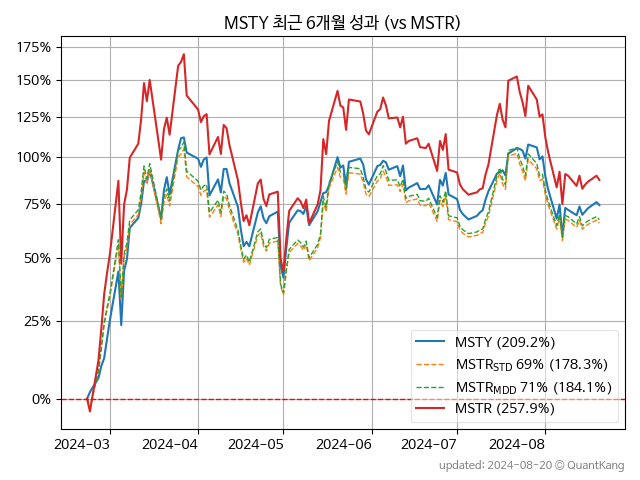 MSTY 최근 6개월 성과 (vs MSTR)
175%
150%
125%
100%
75%
50%
25%
0%
MSTY (209.2%)
MSTRSTD 69% (178.3%)
MSTRMDD 71% (184.1%)
MSTR (257.9%)
2024-03 2024-04 2024-05 2024-06 2024-07 2024-08
updated: 2024-08-20 © QuantKang